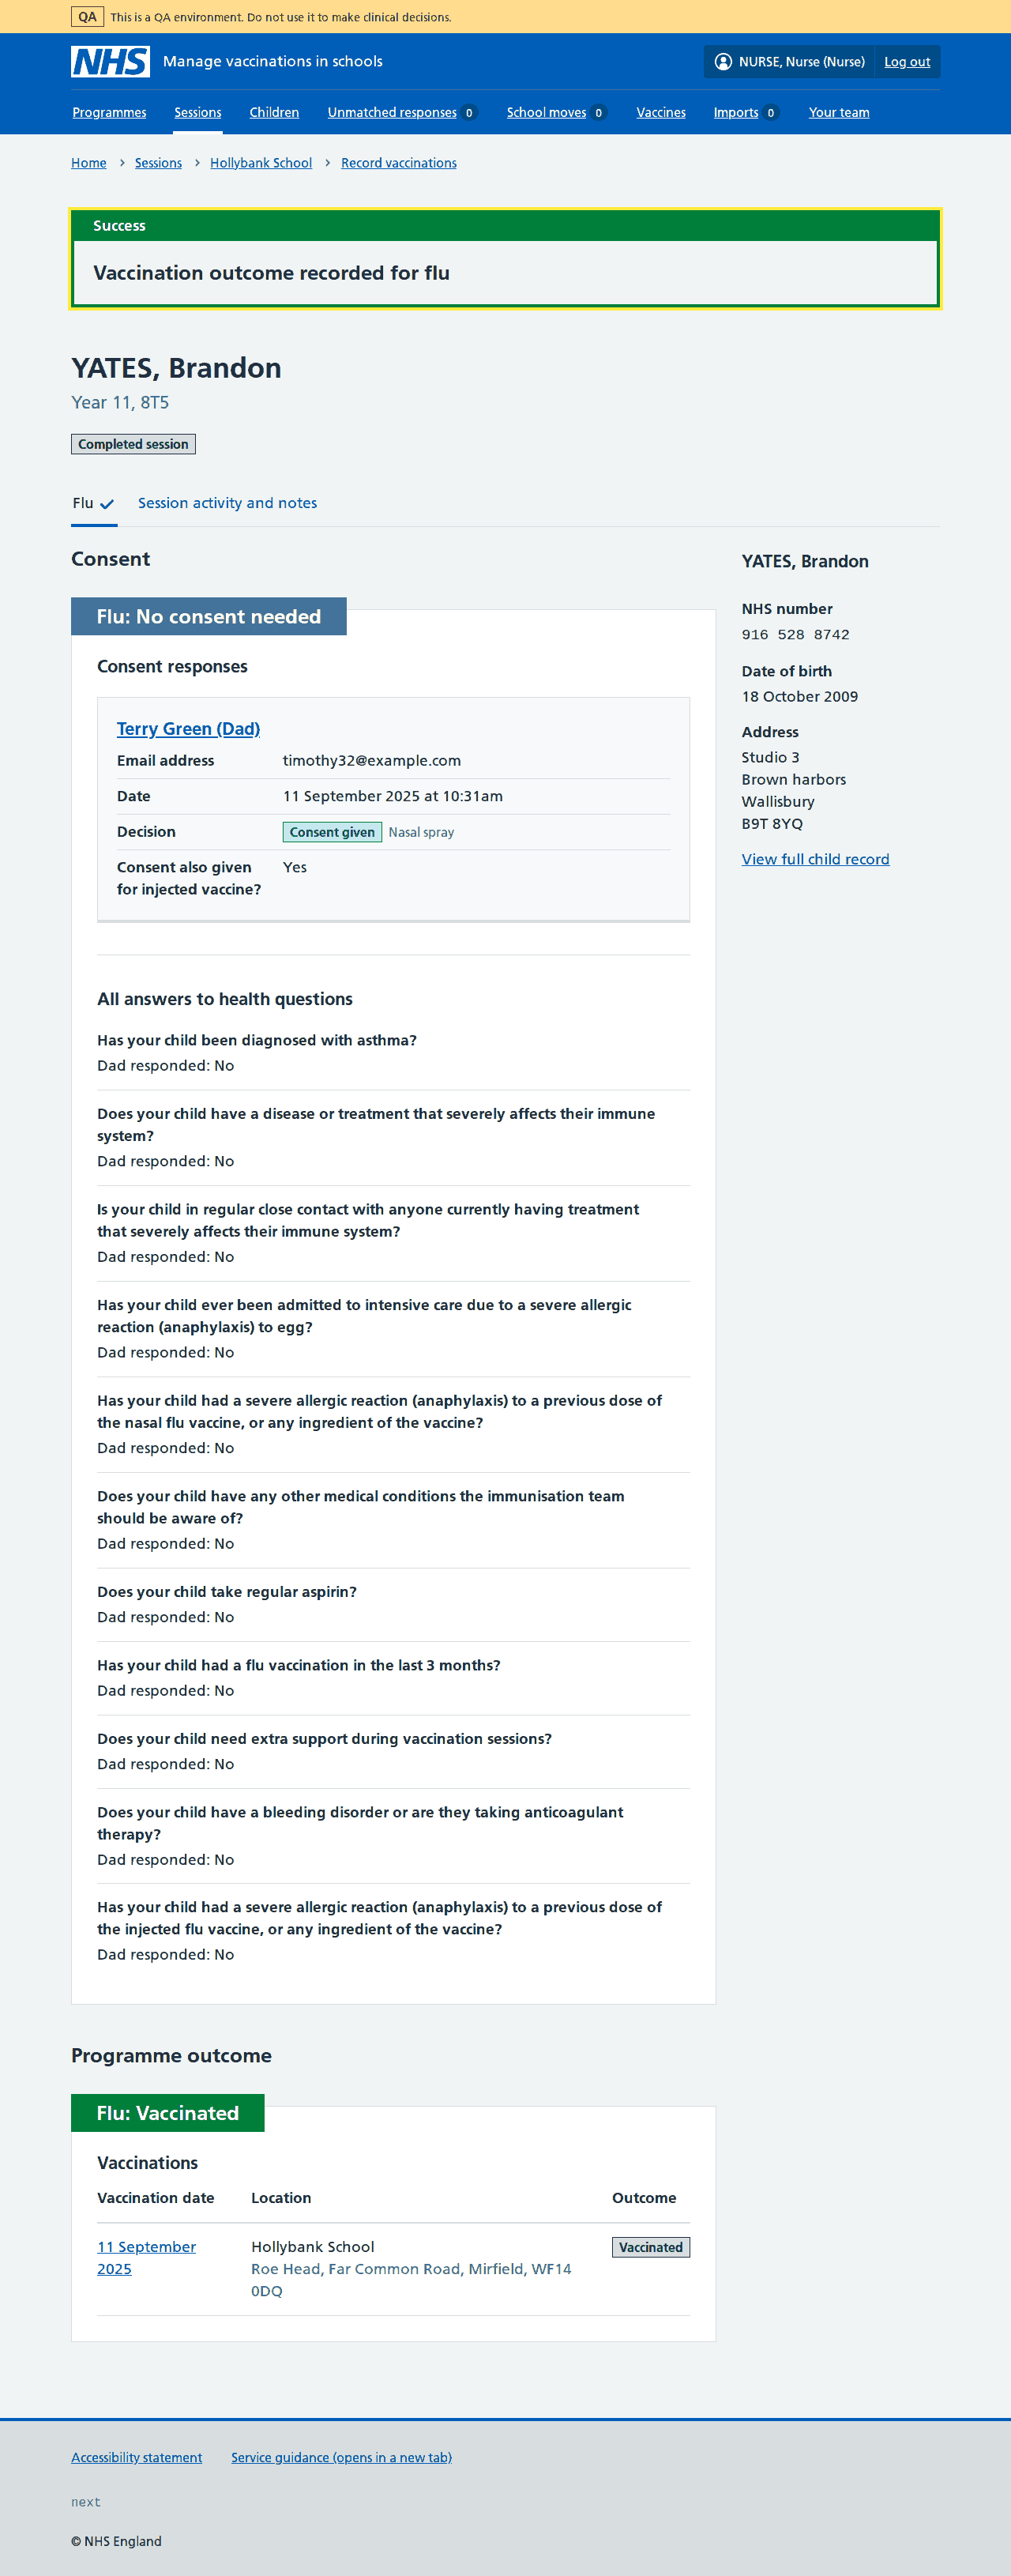 QA This is a QA environment. Do not use it to make clinical decisions.
NHS Manage vaccinations in schools NURSE, Nurse (Nurse) Log out
Programmes Sessions Children Unmatched responses 0 School moves 0 Vaccines Imports 0 Your team
Home Sessions Hollybank School Record vaccinations
Success
Vaccination outcome recorded for flu
YATES, Brandon
Year 11, 8T5
Completed session
Flu Session activity and notes
Consent
Flu: No consent needed
Consent responses
Terry Green (Dad)
Email address timothy32@example.com
Date 11 September 2025 at 10:31am
Decision Consent given Nasal spray
Consent also given Yes
for injected vaccine?
All answers to health questions
Has your child been diagnosed with asthma?
Dad responded: No
Does your child have a disease or treatment that severely affects their immune
system?
Dad responded: No
Is your child in regular close contact with anyone currently having treatment
that severely affects their immune system?
Dad responded: No
Has your child ever been admitted to intensive care due to a severe allergic
reaction (anaphylaxis) to egg?
Dad responded: No
Has your child had a severe allergic reaction (anaphylaxis) to a previous dose of
the nasal flu vaccine, or any ingredient of the vaccine?
Dad responded: No
Does your child have any other medical conditions the immunisation team
should be aware of?
Dad responded: No
Does your child take regular aspirin?
Dad responded: No
Has your child had a flu vaccination in the last 3 months?
Dad responded: No
Does your child need extra support during vaccination sessions?
Dad responded: No
Does your child have a bleeding disorder or are they taking anticoagulant
therapy?
Dad responded: No
Has your child had a severe allergic reaction (anaphylaxis) to a previous dose of
the injected flu vaccine, or any ingredient of the vaccine?
Dad responded: No
YATES, Brandon
NHS number
916 528 8742
Date of birth
18 October 2009
Address
Studio 3
Brown harbors
Wallisbury
B9T 8YQ
View full child record
Programme outcome
Flu: Vaccinated
Vaccinations
Vaccination date Location Outcome
11 September Hollybank School Vaccinated
2025 Roe Head, Far Common Road, Mirfield, WF14
0DQ
Accessibility statement Service guidance (opens in a new tab)
next
© NHS England